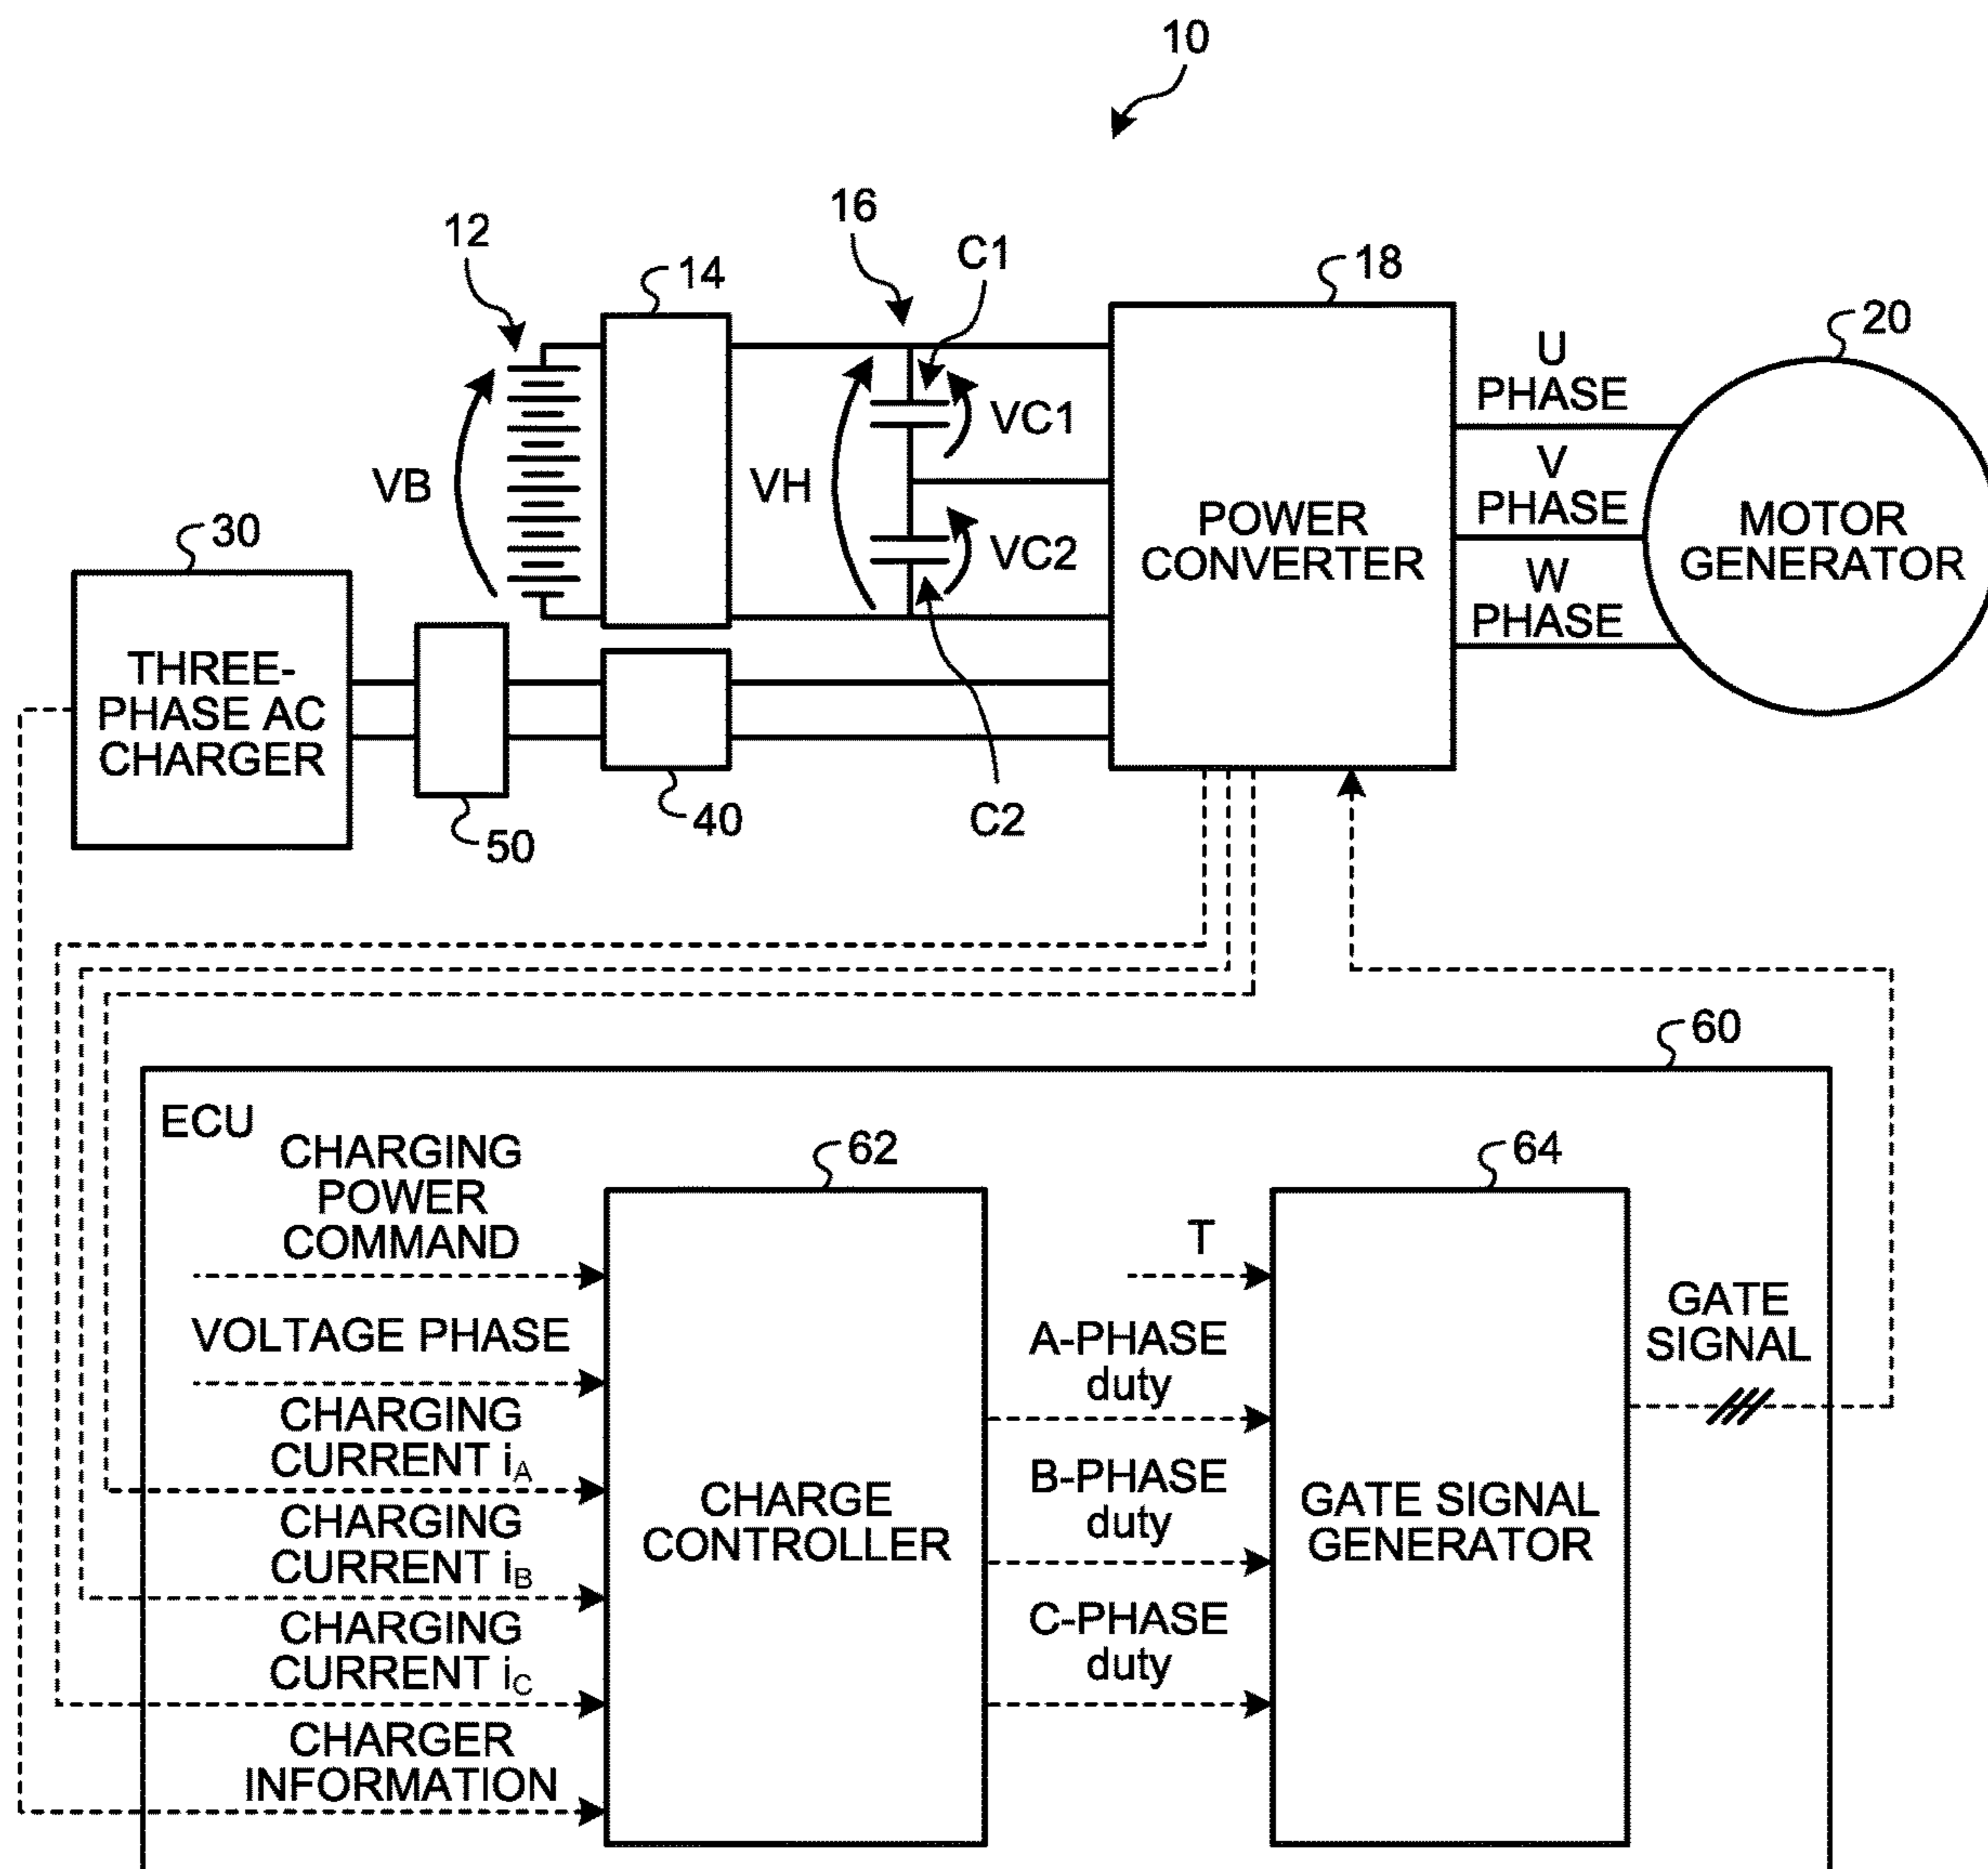 10
12
14
16
C1
18
20
VB
VH
VC1
VC2
C2
POWER
CONVERTER
U
PHASE
V
PHASE
W
PHASE
MOTOR
GENERATOR
30
THREE-
PHASE AC
CHARGER
50
40
60
ECU
CHARGING
POWER
COMMAND
VOLTAGE PHASE
CHARGING
CURRENT iA
CHARGING
CURRENT iB
CHARGING
CURRENT iC
CHARGER
INFORMATION
62
CHARGE
CONTROLLER
T
A-PHASE
duty
B-PHASE
duty
C-PHASE
duty
64
GATE SIGNAL
GENERATOR
GATE
SIGNAL